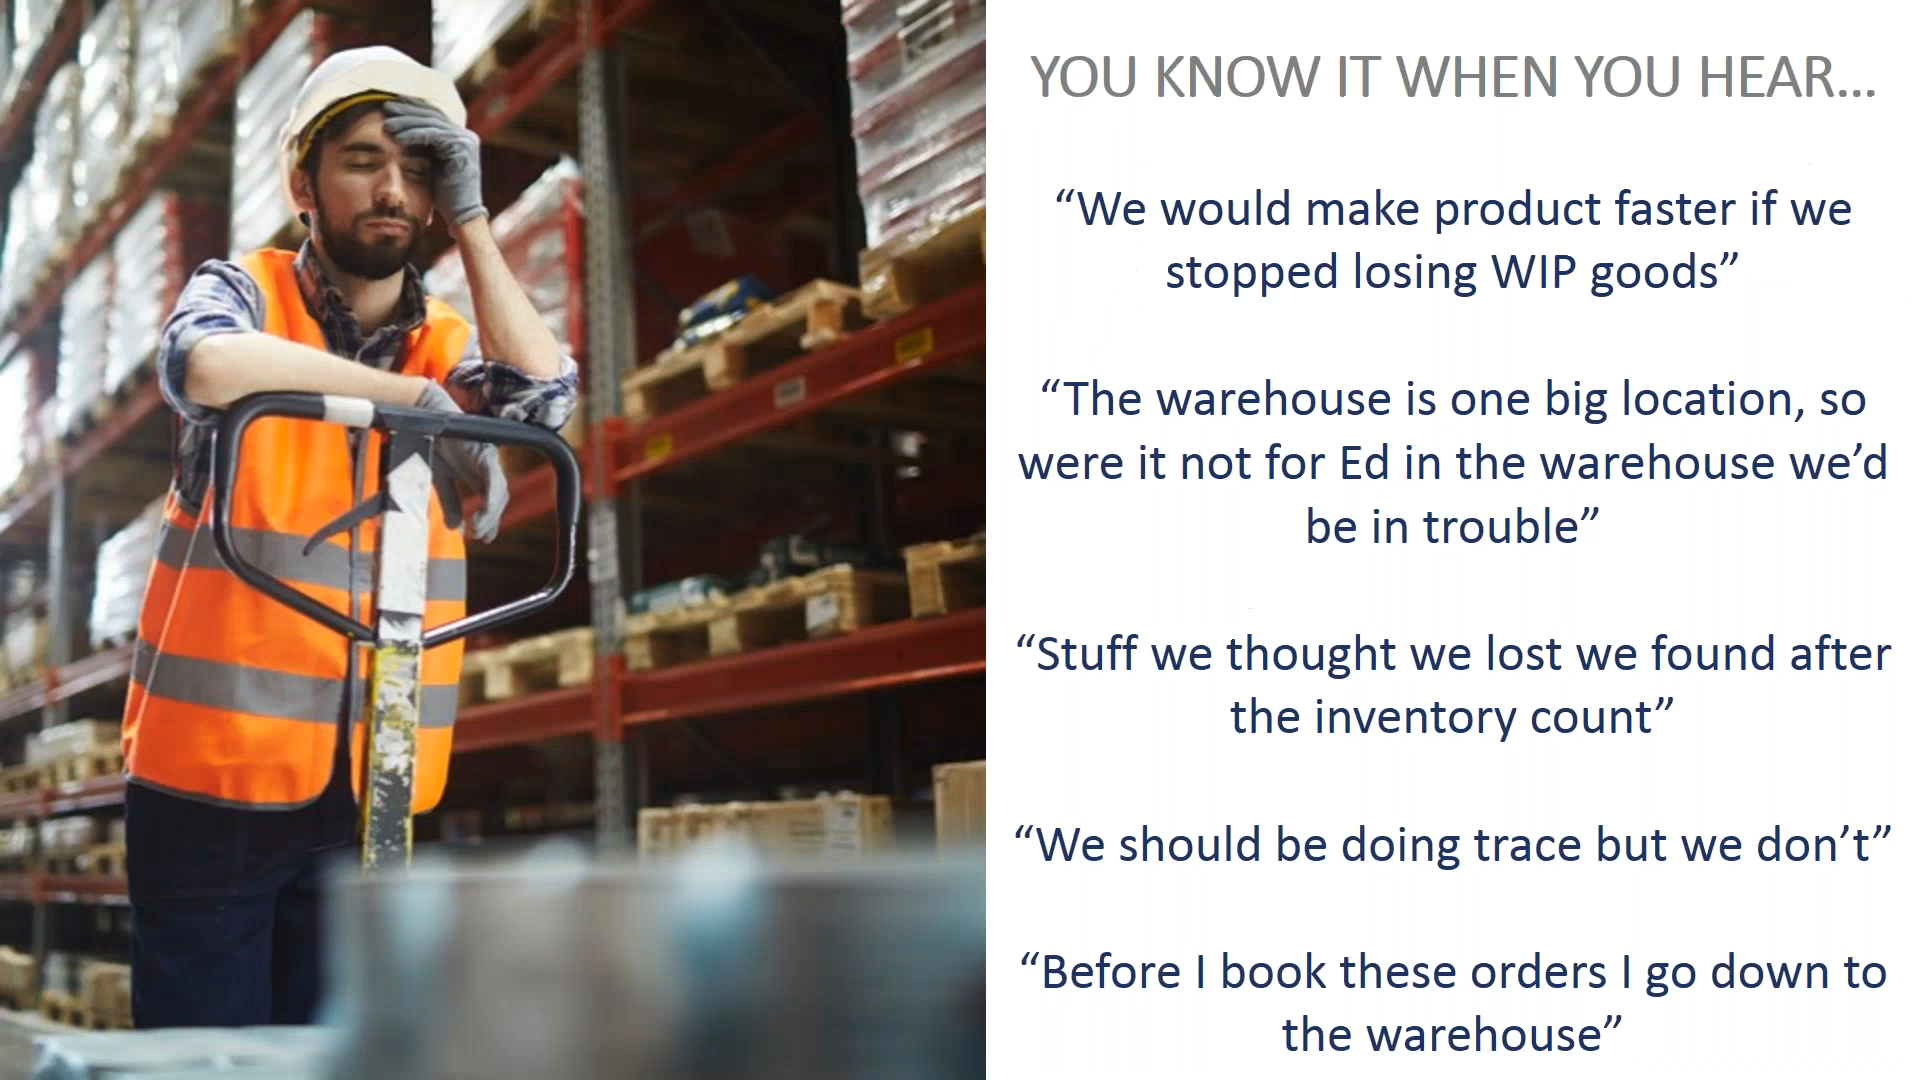 YOU KNOW IT WHEN YOU HEAR...
“We would make product faster if we
stopped losing WIP goods”
“The warehouse is one big location, so
were it not for Ed in the warehouse we’d
be in trouble”
“Stuff we thought we lost we found after
the inventory count”
“We should be doing trace but we don’t”
“Before I book these orders I go down to
the warehouse”